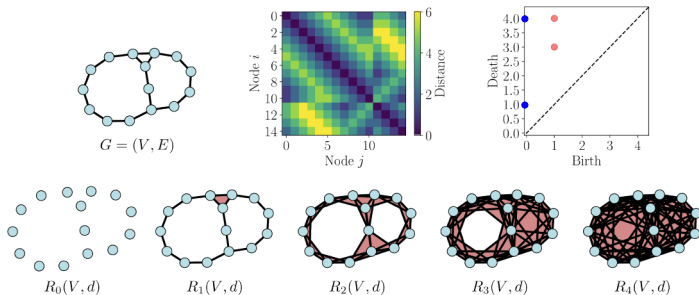 G = (V, E)
0
2
4
6
8
10
12
14
Node i
0
5
10
Node j
6
4
2
0
Distance
4.0
3.5
3.0
2.5
2.0
1.5
1.0
0.5
0.0
Death
0
1
2
3
4
Birth
R₀(V, d)
R₁(V, d)
R₂(V, d)
R₃(V, d)
R₄(V, d)